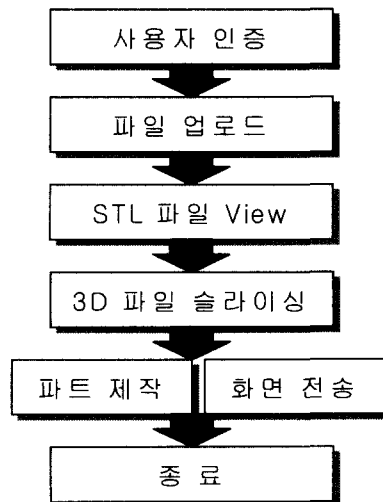 사용자 인증
파일 업로드
STL 파일 View
3D 파일 슬라이싱
파트 제작 화면 전송
종료